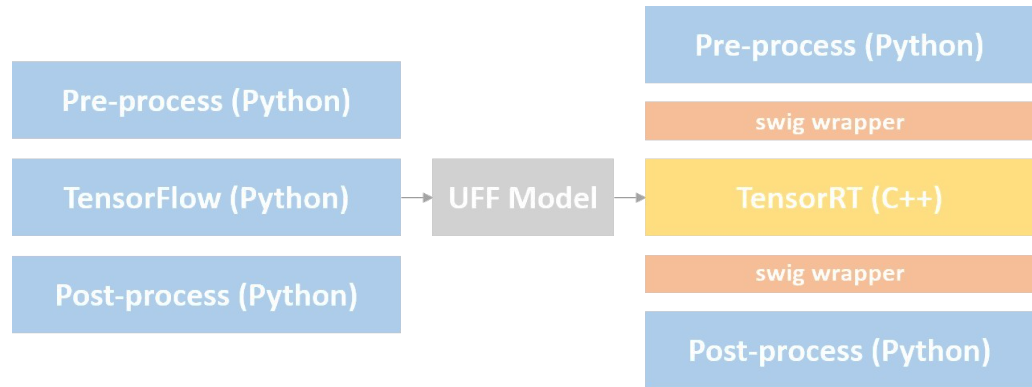 Pre-process (Python)
TensorFlow (Python)
Post-process (Python)
UFF Model
Pre-process (Python)
swig wrapper
TensorRT (C++)
swig wrapper
Post-process (Python)